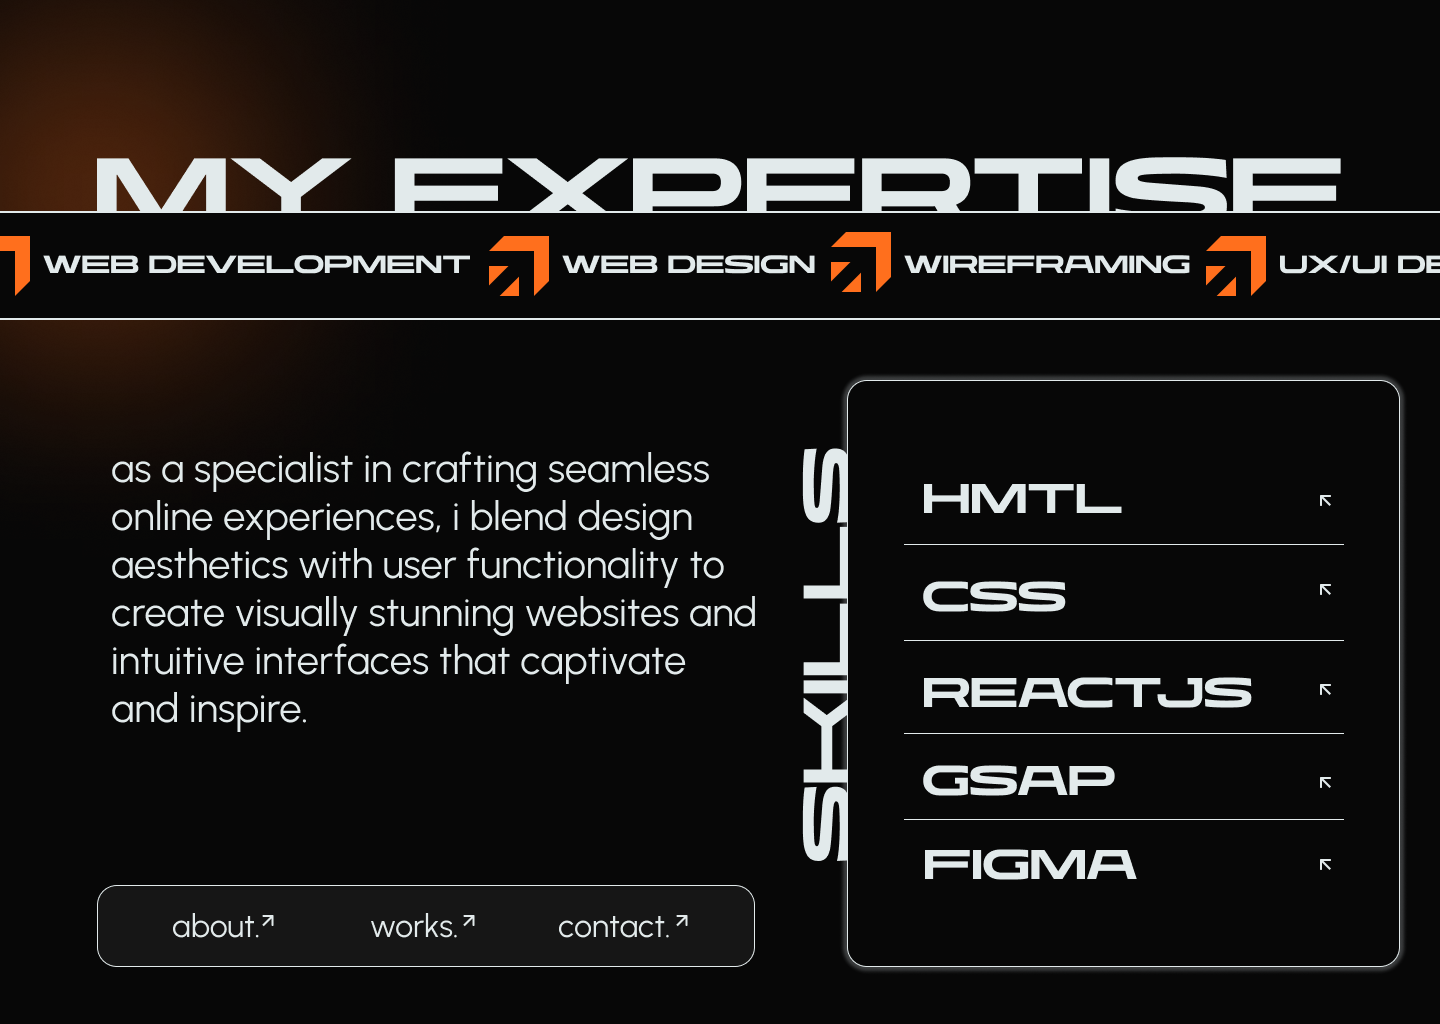 MY EXPERTISE
WEB DEVELOPMENT WEB DESIGN WIREFRAMING UX/UI DE
as a specialist in crafting seamless
online experiences, i blend design
aesthetics with user functionality to
create visually stunning websites and
intuitive interfaces that captivate
and inspire.
about. works. contact.
SKILLS
HMTL
CSS
REACTJS
GSAP
FIGMA